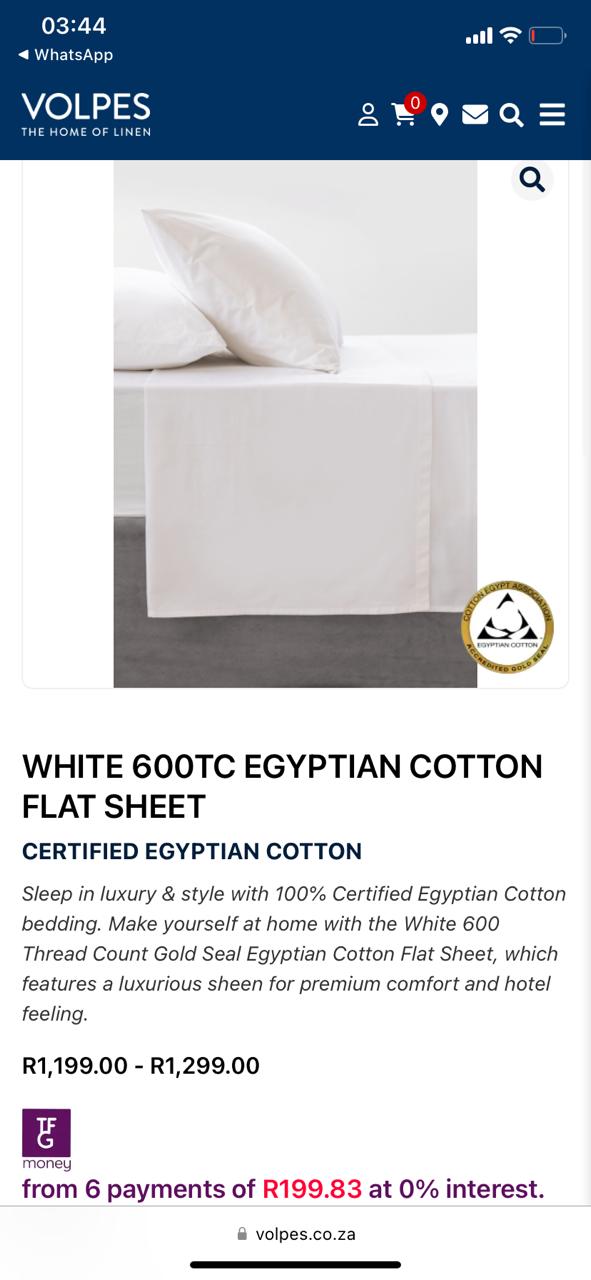 03:44
◀ WhatsApp
VOLPES
THE HOME OF LINEN
0
COTTON EGYPT ASSOCIATION
EGYPTIAN COTTON
ACCREDITED GOLD SEAL
WHITE 600TC EGYPTIAN COTTON
FLAT SHEET
CERTIFIED EGYPTIAN COTTON
Sleep in luxury & style with 100% Certified Egyptian Cotton
bedding. Make yourself at home with the White 600
Thread Count Gold Seal Egyptian Cotton Flat Sheet, which
features a luxurious sheen for premium comfort and hotel
feeling.
R1,199.00 - R1,299.00
TFG
money
from 6 payments of R199.83 at 0% interest.
volpes.co.za